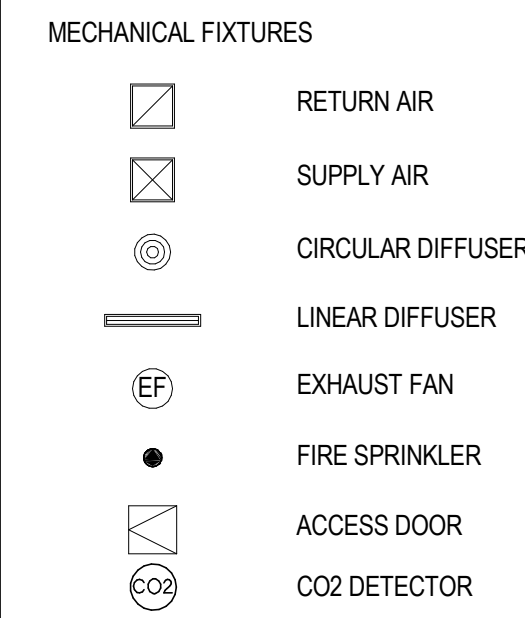 MECHANICAL FIXTURES
RETURN AIR
SUPPLY AIR
CIRCULAR DIFFUSER
LINEAR DIFFUSER
EF EXHAUST FAN
FIRE SPRINKLER
ACCESS DOOR
CO2 CO2 DETECTOR